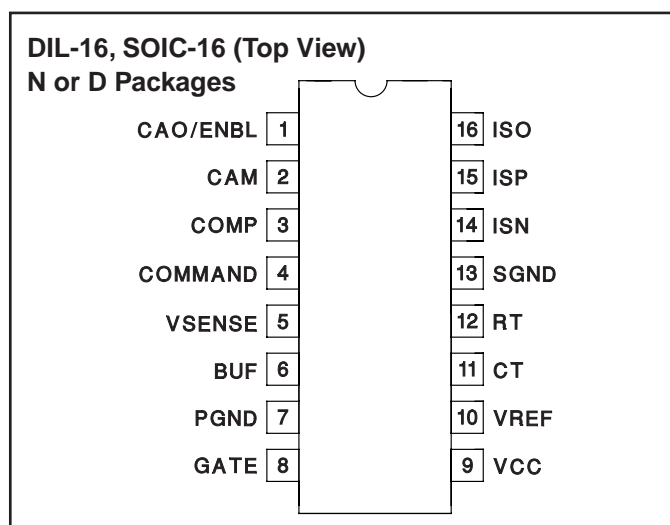 DIL-16, SOIC-16 (Top View)
N or D Packages
CAO/ENBL 1 16 ISO
CAM 2 15 ISP
COMP 3 14 ISN
COMMAND 4 13 SGND
VSENSE 5 12 RT
BUF 6 11 CT
PGND 7 10 VREF
GATE 8 9 VCC